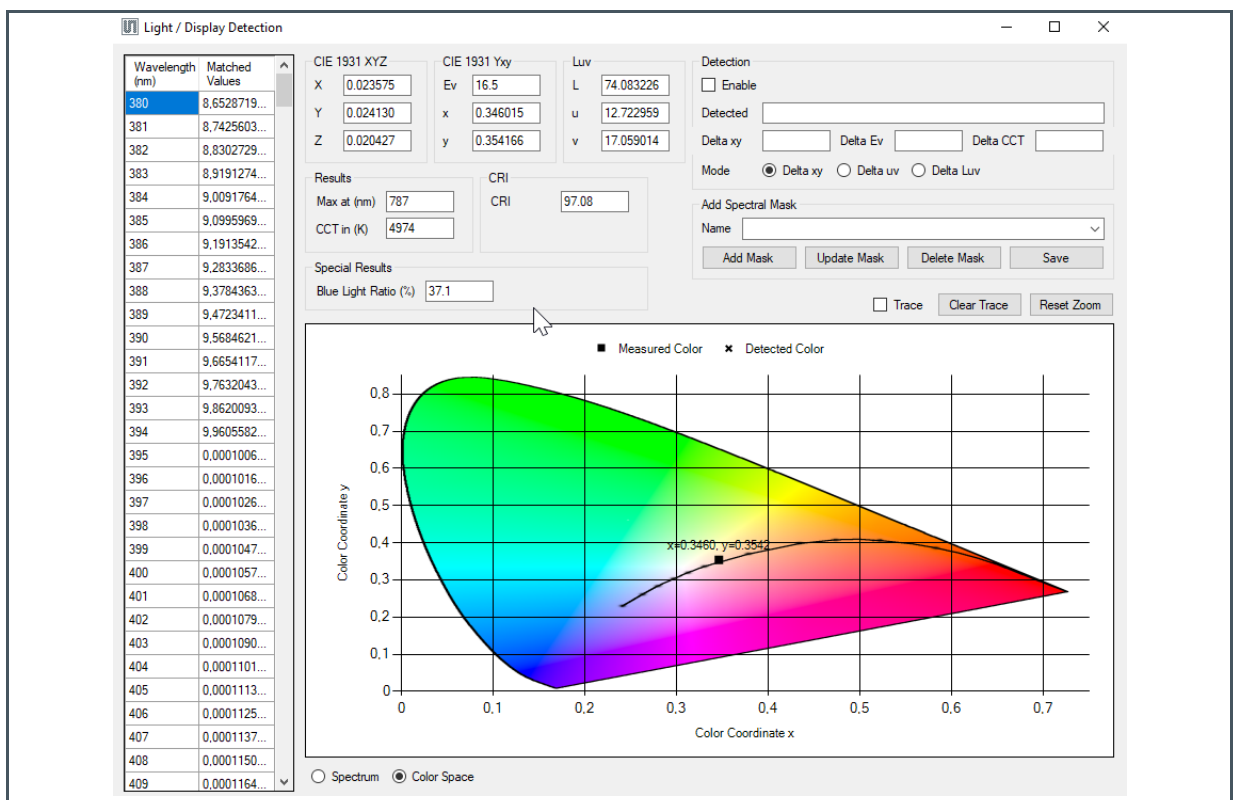 Light / Display Detection
Wavelength (nm) Matched Values
380 8,6528719...
381 8,7425603...
382 8,8302729...
383 8,9191274...
384 9,0091764...
385 9,0995969...
386 9,1913542...
387 9,2833686...
388 9,3784363...
389 9,4723411...
390 9,5684621...
391 9,6654117...
392 9,7632043...
393 9,8620093...
394 9,9605582...
395 0,0001006...
396 0,0001016...
397 0,0001026...
398 0,0001036...
399 0,0001047...
400 0,0001057...
401 0,0001068...
402 0,0001079...
403 0,0001090...
404 0,0001101...
405 0,0001113...
406 0,0001125...
407 0,0001137...
408 0,0001150...
409 0,0001164...
CIE 1931 XYZ
X 0.023575
Y 0.024130
Z 0.020427
CIE 1931 Yxy
Ev 16.5
x 0.346015
y 0.354166
Luv
L 74.083226
u 12.722959
v 17.059014
Results
Max at (nm) 787
CCT in (K) 4974
CRI
CRI 97.08
Special Results
Blue Light Ratio (%) 37.1
Detection
Enable
Detected
Delta xy Delta Ev Delta CCT
Mode Delta xy Delta uv Delta Luv
Add Spectral Mask
Name
Add Mask Update Mask Delete Mask Save
Trace Clear Trace Reset Zoom
Measured Color Detected Color
Color Coordinate y
0,8
0,7
0,6
0,5
0,4
0,3
0,2
0,1
0
x=0.3460, y=0.3542
0 0,1 0,2 0,3 0,4 0,5 0,6 0,7
Color Coordinate x
Spectrum Color Space